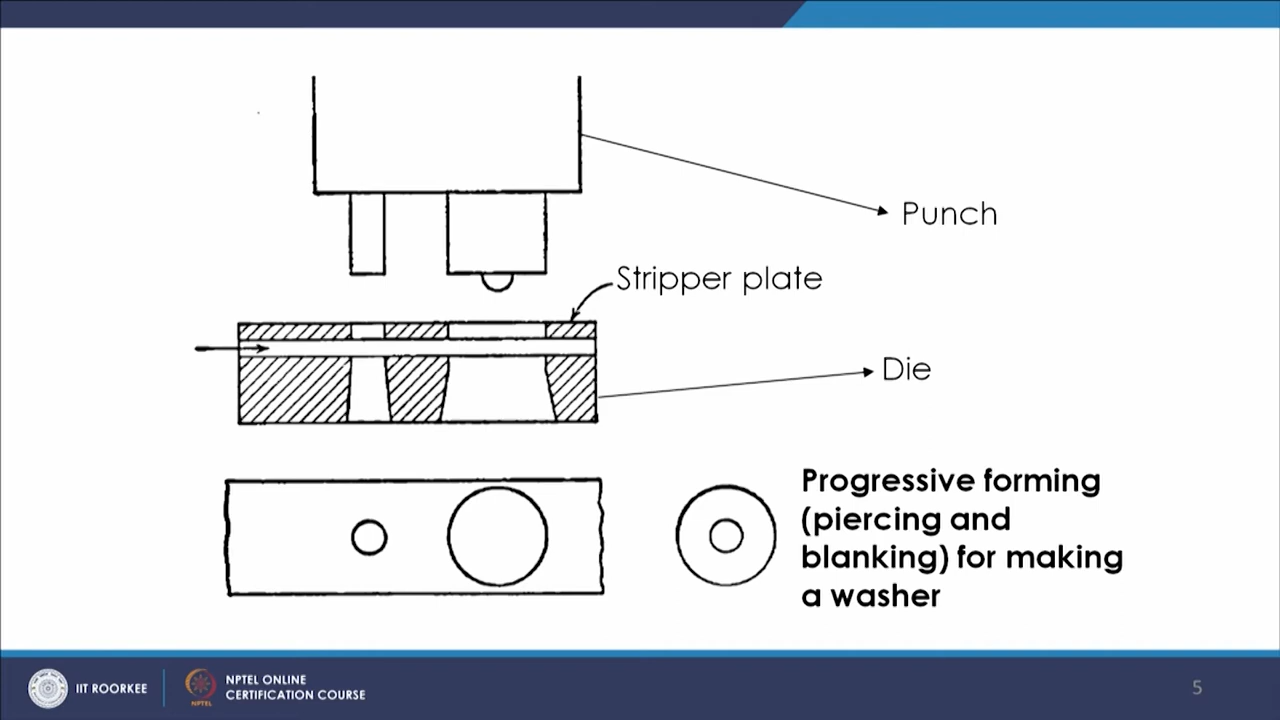 Punch
Stripper plate
Die
Progressive forming
(piercing and
blanking) for making
a washer
IIT ROORKEE
NPTEL
NPTEL ONLINE
CERTIFICATION COURSE
5